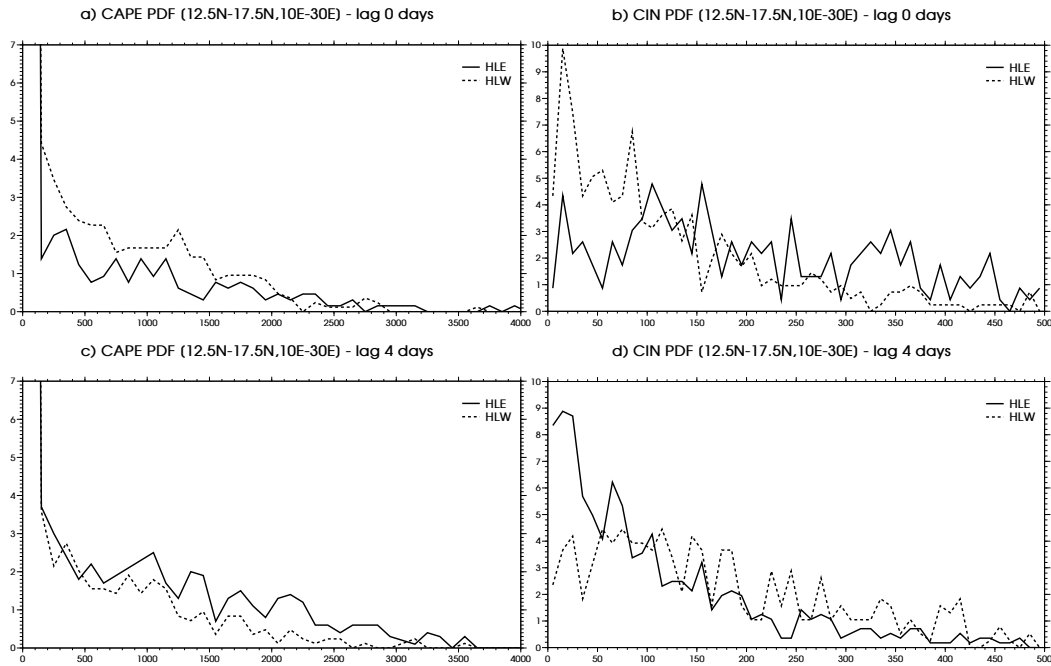 a) CAPE PDF [12.5N-17.5N,10E-30E] - lag 0 days
7
6
5
4
3
2
1
0
0 500 1000 1500 2000 2500 3000 3500 4000
HLE
HLW
b) CIN PDF [12.5N-17.5N,10E-30E] - lag 0 days
10
9
8
7
6
5
4
3
2
1
0
0 50 100 150 200 250 300 350 400 450 500
HLE
HLW
c) CAPE PDF [12.5N-17.5N,10E-30E] - lag 4 days
7
6
5
4
3
2
1
0
0 500 1000 1500 2000 2500 3000 3500 4000
HLE
HLW
d) CIN PDF [12.5N-17.5N,10E-30E] - lag 4 days
10
9
8
7
6
5
4
3
2
1
0
0 50 100 150 200 250 300 350 400 450 500
HLE
HLW